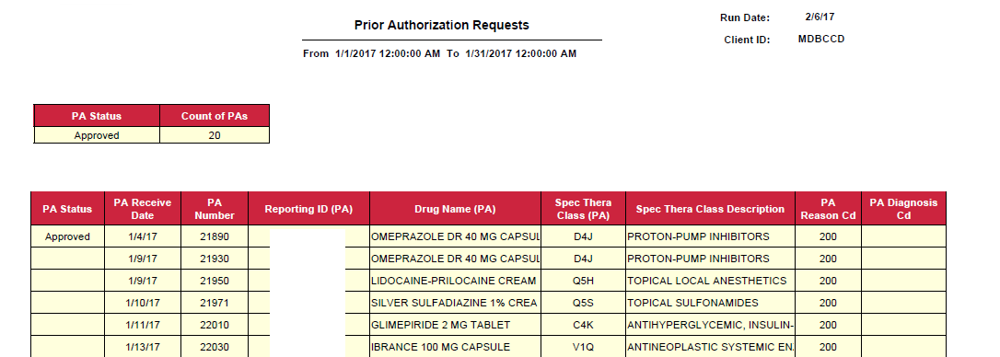 Prior Authorization Requests
Run Date: 2/6/17
From 1/1/2017 12:00:00 AM To 1/31/2017 12:00:00 AM
Client ID: MDBCCD
PA Status Count of PAs
Approved 20
PA Status PA Receive Date PA Number Reporting ID (PA) Drug Name (PA) Spec Thera Class (PA) Spec Thera Class Description PA Reason Cd PA Diagnosis Cd
Approved 1/4/17 21890 OMEPRAZOLE DR 40 MG CAPSUL D4J PROTON-PUMP INHIBITORS 200
1/9/17 21930 OMEPRAZOLE DR 40 MG CAPSUL D4J PROTON-PUMP INHIBITORS 200
1/9/17 21950 LIDOCAINE-PRILOCAINE CREAM Q5H TOPICAL LOCAL ANESTHETICS 200
1/10/17 21971 SILVER SULFADIAZINE 1% CREA Q5S TOPICAL SULFONAMIDES 200
1/11/17 22010 GLIMEPIRIDE 2 MG TABLET C4K ANTIHYPERGLYCEMIC, INSULIN- 200
1/13/17 22030 IBRANCE 100 MG CAPSULE V1Q ANTINEOPLASTIC SYSTEMIC EN 200